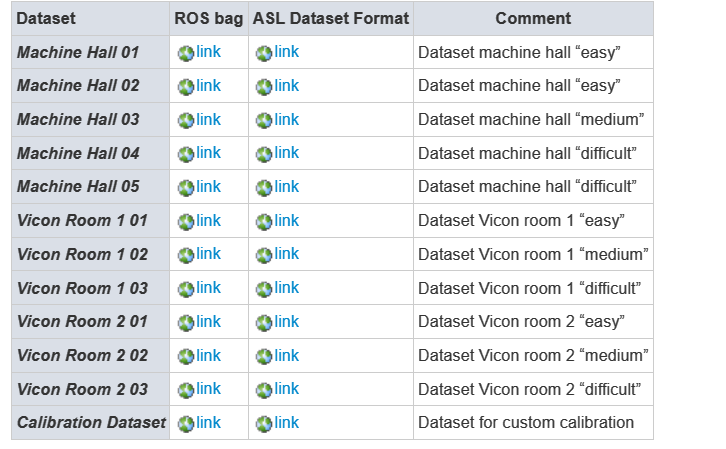 Dataset ROS bag ASL Dataset Format Comment
Machine Hall 01 link link Dataset machine hall “easy”
Machine Hall 02 link link Dataset machine hall “easy”
Machine Hall 03 link link Dataset machine hall “medium”
Machine Hall 04 link link Dataset machine hall “difficult”
Machine Hall 05 link link Dataset machine hall “difficult”
Vicon Room 1 01 link link Dataset Vicon room 1 “easy”
Vicon Room 1 02 link link Dataset Vicon room 1 “medium”
Vicon Room 1 03 link link Dataset Vicon room 1 “difficult”
Vicon Room 2 01 link link Dataset Vicon room 2 “easy”
Vicon Room 2 02 link link Dataset Vicon room 2 “medium”
Vicon Room 2 03 link link Dataset Vicon room 2 “difficult”
Calibration Dataset link link Dataset for custom calibration